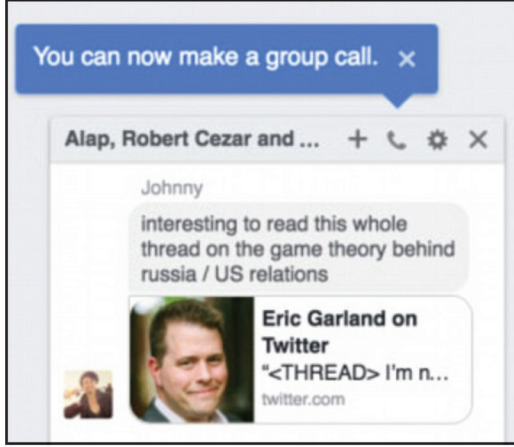 You can now make a group call. ×
Alap, Robert Cezar and ...
Johnny
interesting to read this whole
thread on the game theory behind
russia / US relations
Eric Garland on
Twitter
“<THREAD> I'm n...
twitter.com